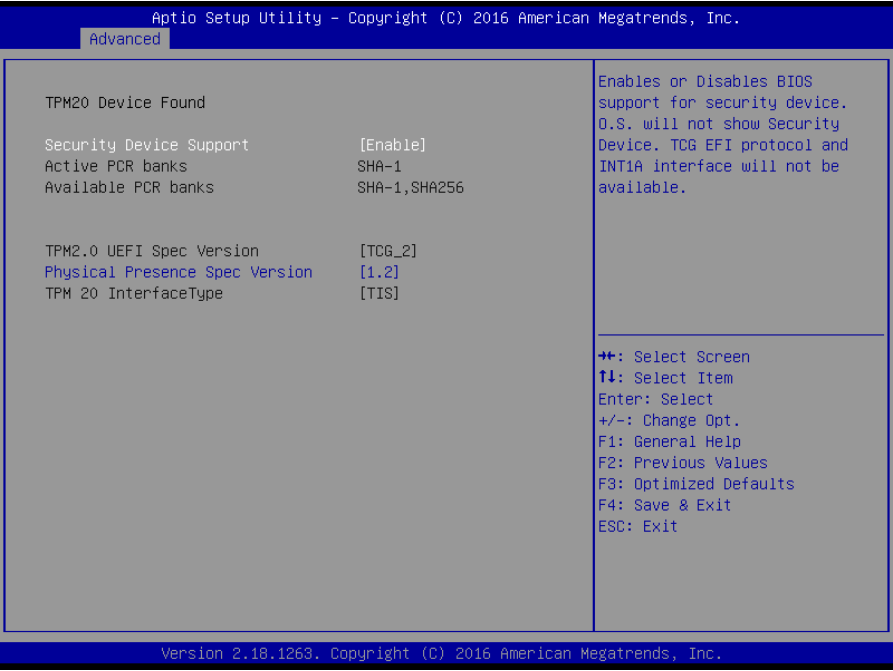 Aptio Setup Utility – Copyright (C) 2016 American Megatrends, Inc.
Advanced
TPM20 Device Found
Security Device Support [Enable]
Active PCR banks SHA-1
Available PCR banks SHA-1,SHA256
TPM2.0 UEFI Spec Version [TCG_2]
Physical Presence Spec Version [1.2]
TPM 20 InterfaceType [TIS]
Enables or Disables BIOS
support for security device.
O.S. will not show Security
Device. TCG EFI protocol and
INT1A interface will not be
available.
→←: Select Screen
↑↓: Select Item
Enter: Select
+/-: Change Opt.
F1: General Help
F2: Previous Values
F3: Optimized Defaults
F4: Save & Exit
ESC: Exit
Version 2.18.1263. Copyright (C) 2016 American Megatrends, Inc.